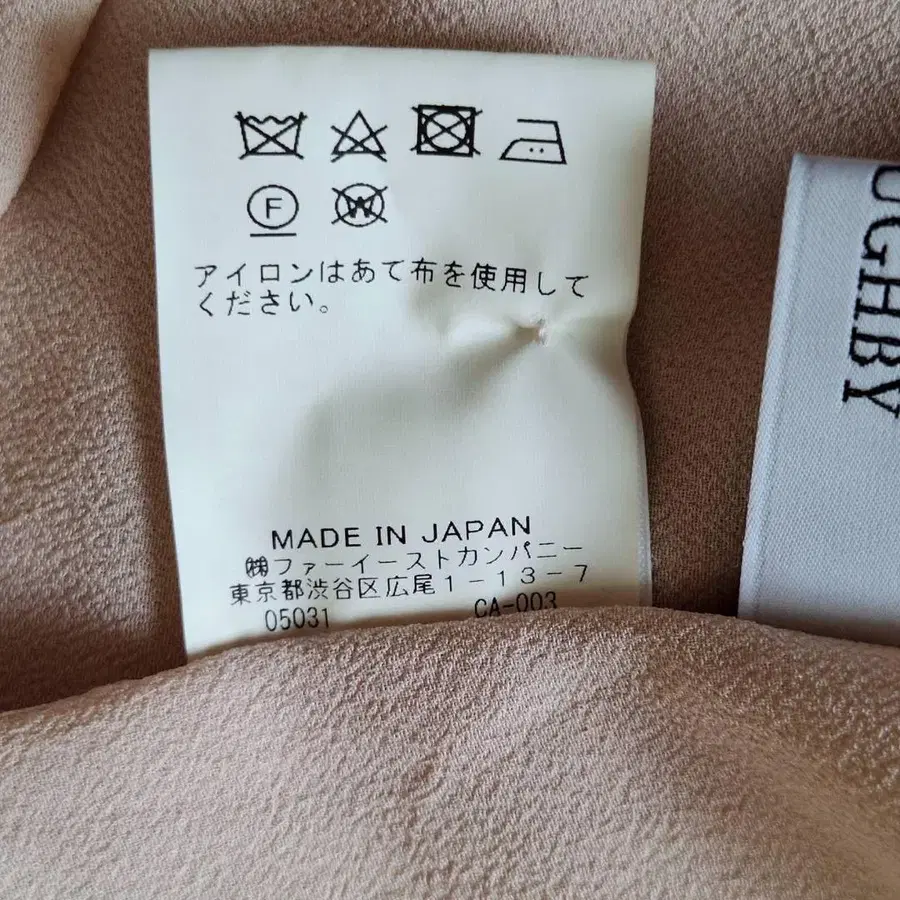 F
W
アイロンはあて布を使用して
ください。
MADE IN JAPAN
㈱ファーイーストカンパニー
東京都渋谷区広尾1-13-7
05031 CA-003
UGHBY